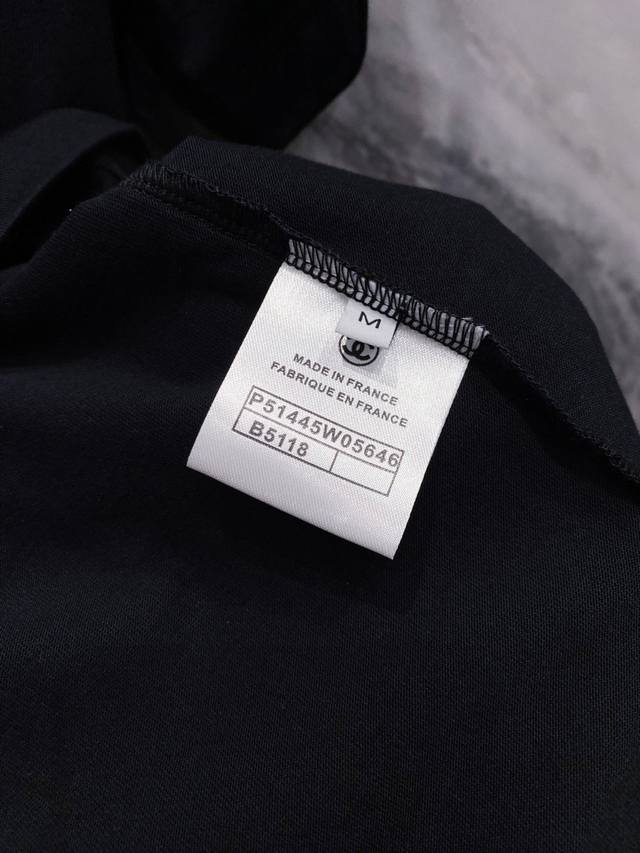 M
MADE IN FRANCE
FABRIQUE EN FRANCE
P51445W05646
B5118